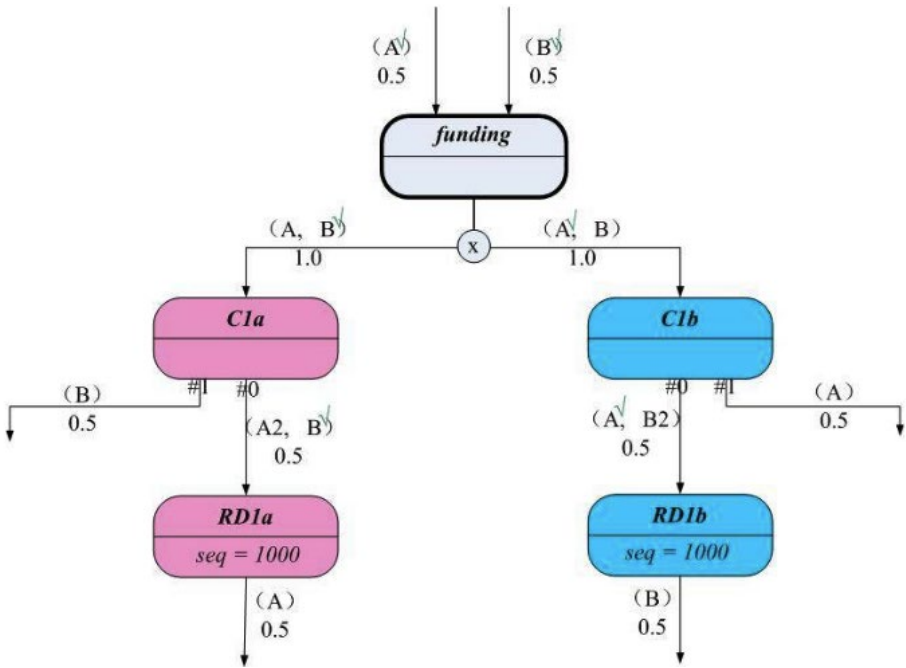 (A√) (B√)
0.5 0.5
funding
(A, B√) (A√, B)
x
1.0 1.0
C1a C1b
#1 #0 #0 #1
(B) (A)
0.5 0.5
(A2, B√) (A√, B2)
0.5 0.5
RD1a RD1b
seq = 1000 seq = 1000
(A) (B)
0.5 0.5